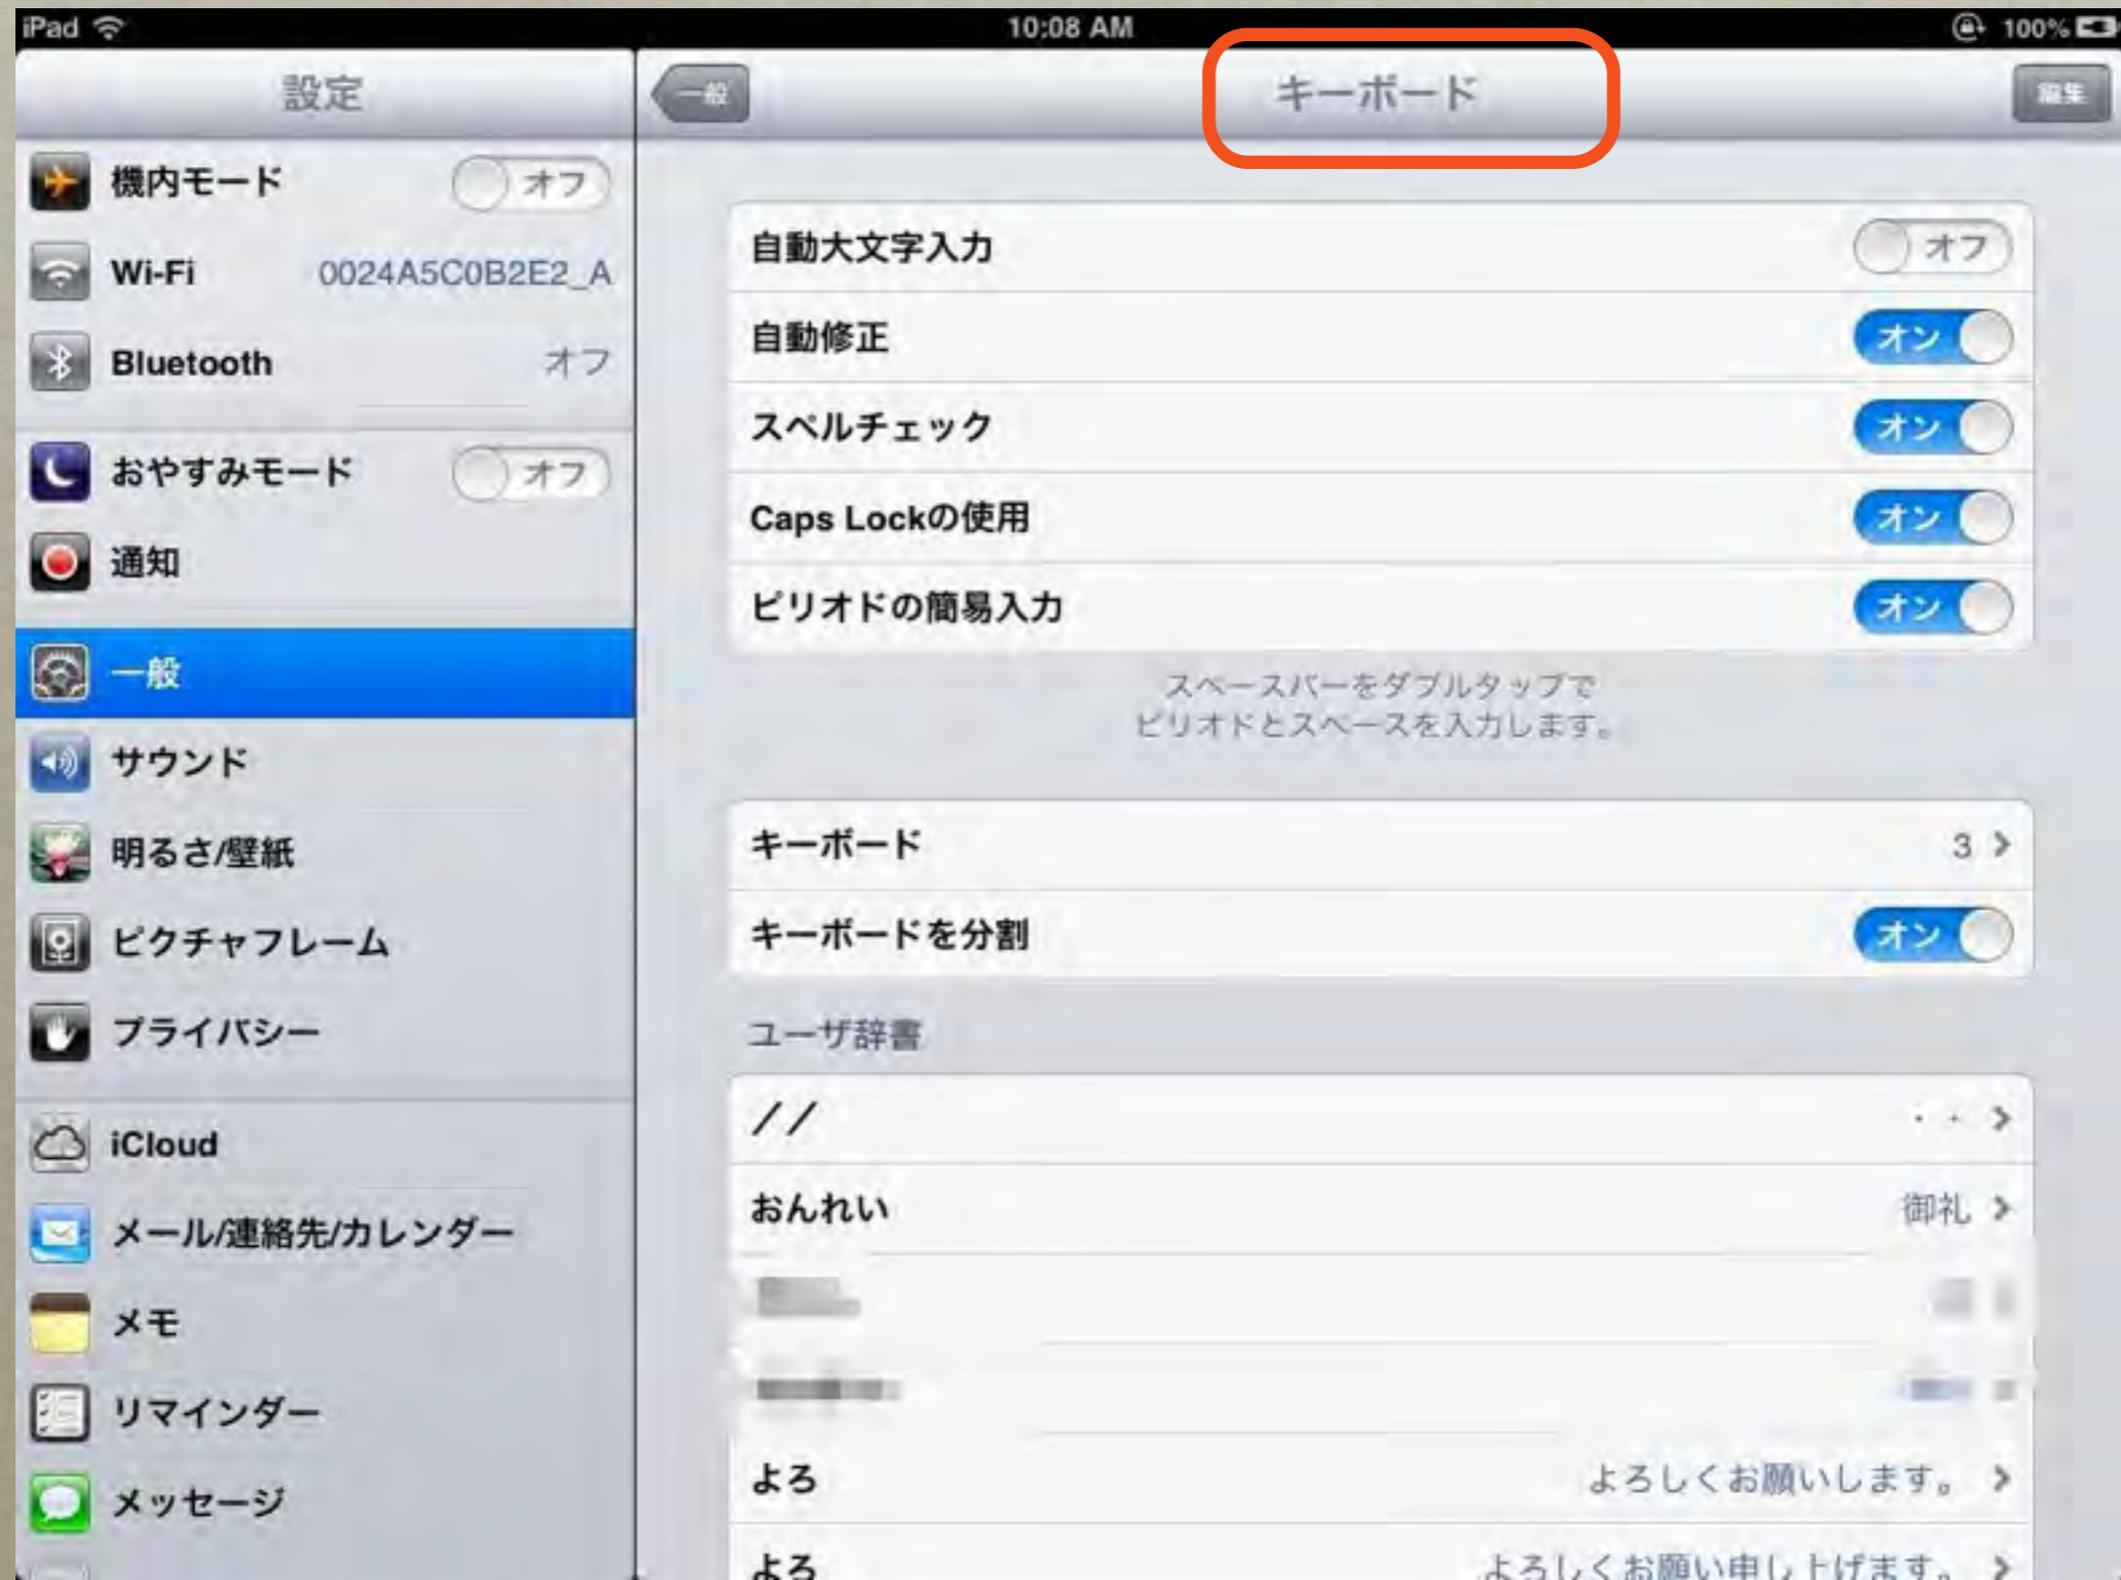 iPad
10:08 AM
100%
設定
一般
キーボード
編集
機内モード
オフ
Wi-Fi
0024A5C0B2E2_A
Bluetooth
オフ
おやすみモード
オフ
通知
一般
サウンド
明るさ/壁紙
ピクチャフレーム
プライバシー
iCloud
メール/連絡先/カレンダー
メモ
リマインダー
メッセージ
自動大文字入力
オフ
自動修正
オン
スペルチェック
オン
Caps Lockの使用
オン
ピリオドの簡易入力
オン
スペースバーをダブルタップで
ピリオドとスペースを入力します。
キーボード
3
キーボードを分割
オン
ユーザ辞書
//
・・
おんれい
御礼
よろ
よろしくお願いします。
よろ
よろしくお願い申し上げます。